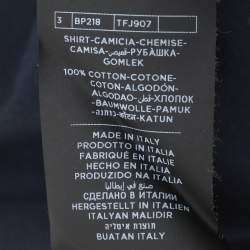 3 BP218 TFJ907
SHIRT-CAMICIA-CHEMISE-
CAMISA-قميص-РУБАШКА-
GOMLEK
100% COTTON-COTONE-
COTON-ALGODÓN-
ALGODAO-قطن-ХЛОПОК
-BAUMWOLLE-PAMUK
-כותנה-KATUN
MADE IN ITALY
PRODOTTO IN ITALIA
FABRIQUÉ EN ITALIE
HECHO EN ITALIA
PRODUZIDO NA ITALIA
صنع في إيطاليا
СДЕЛАНО В ИТАЛИИ
HERGESTELLT IN ITALIEN
ITALYAN MALIDIR
תוצרת איטליה
BUATAN ITALY